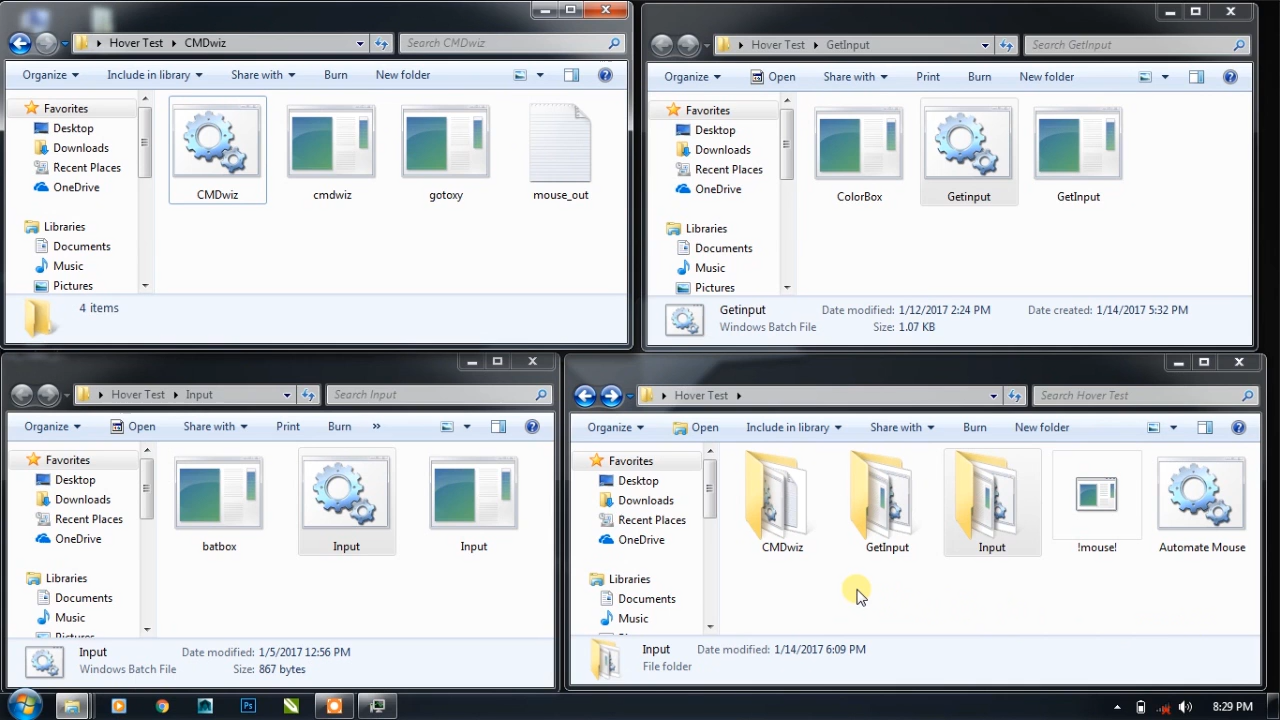 Hover Test CMDwiz
Search CMDwiz
Organize Include in library Share with Burn New folder
Favorites
Desktop
Downloads
Recent Places
OneDrive
Libraries
Documents
Music
Pictures
CMDwiz cmdwiz gotoxy mouse_out
4 items
Hover Test GetInput
Search GetInput
Organize Open Share with Print Burn New folder
Favorites
Desktop
Downloads
Recent Places
OneDrive
Libraries
Documents
Music
Pictures
ColorBox Getinput GetInput
Getinput Date modified: 1/12/2017 2:24 PM Date created: 1/14/2017 5:32 PM
Windows Batch File Size: 1.07 KB
Hover Test Input
Search Input
Organize Open Share with Print Burn »
Favorites
Desktop
Downloads
Recent Places
OneDrive
Libraries
Documents
Music
Pictures
batbox Input Input
Input Date modified: 1/5/2017 12:56 PM
Windows Batch File Size: 867 bytes
Hover Test
Search Hover Test
Organize Open Include in library Share with Burn New folder
Favorites
Desktop
Downloads
Recent Places
OneDrive
Libraries
Documents
Music
CMDwiz GetInput Input !mouse! Automate Mouse
Input Date modified: 1/14/2017 6:09 PM
File folder
Ps
8:29 PM